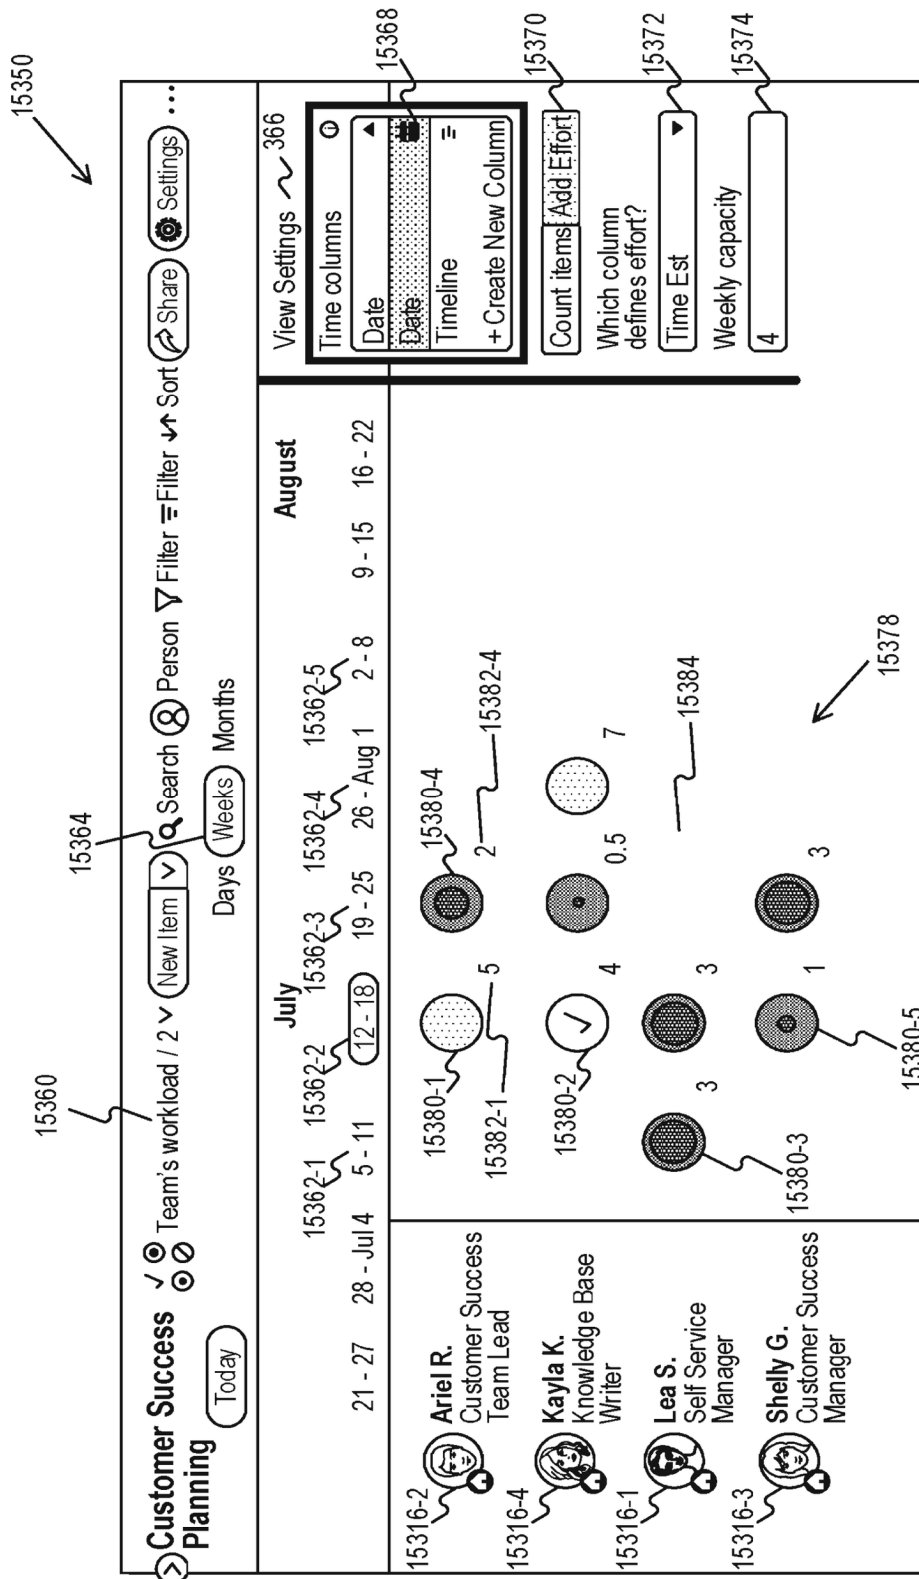 15350
15360
15364
Customer Success
Planning
Team's workload / 2
New Item
Search
Person
Filter
Filter
Sort
Share
Settings
...
Today
Days
Weeks
Months
July
August
15362-1
15362-2
15362-3
15362-4
15362-5
21 - 27
28 - Jul 4
5 - 11
12 - 18
19 - 25
26 - Aug 1
2 - 8
9 - 15
16 - 22
View Settings
366
Time columns
Date
Date
Timeline
+ Create New Column
15368
Count items
Add Effort
15370
Which column
defines effort?
Time Est
15372
Weekly capacity
4
15374
15316-2
Ariel R.
Customer Success
Team Lead
15380-1
5
15382-1
15380-4
2
15382-4
15316-4
Kayla K.
Knowledge Base
Writer
15380-2
4
0.5
7
15316-1
Lea S.
Self Service
Manager
3
3
15384
15380-3
15316-3
Shelly G.
Customer Success
Manager
1
3
15380-5
15378